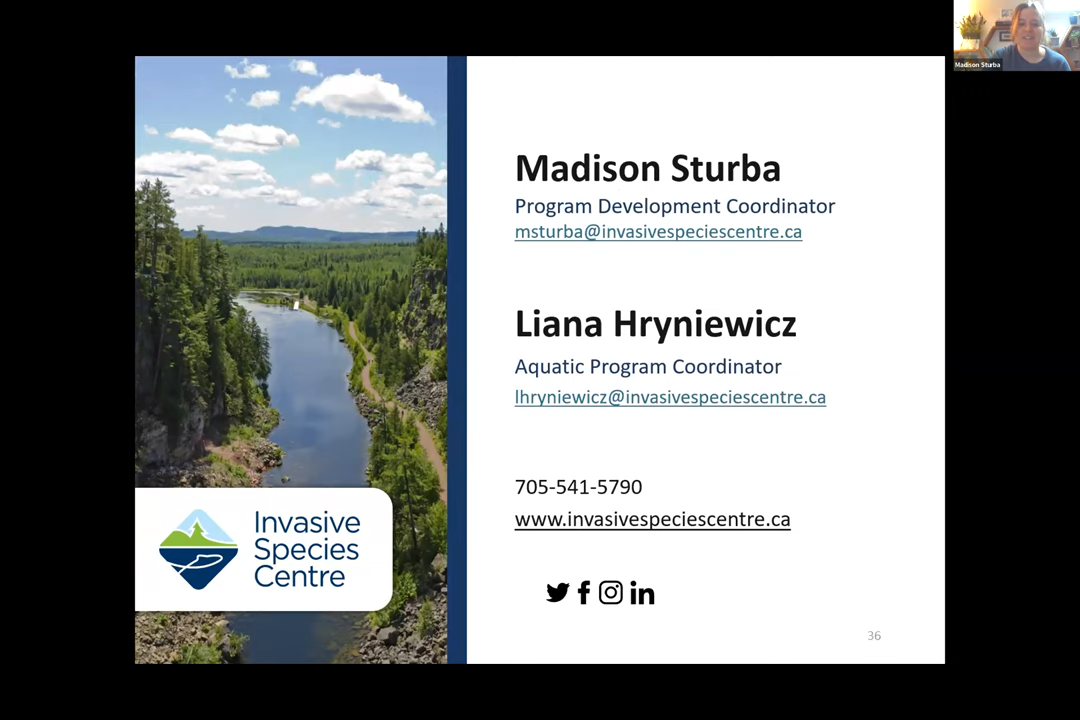 Madison Sturba
Madison Sturba
Program Development Coordinator
msturba@invasivespeciescentre.ca
Liana Hryniewicz
Aquatic Program Coordinator
lhryniewicz@invasivespeciescentre.ca
705-541-5790
www.invasivespeciescentre.ca
Invasive
Species
Centre
36